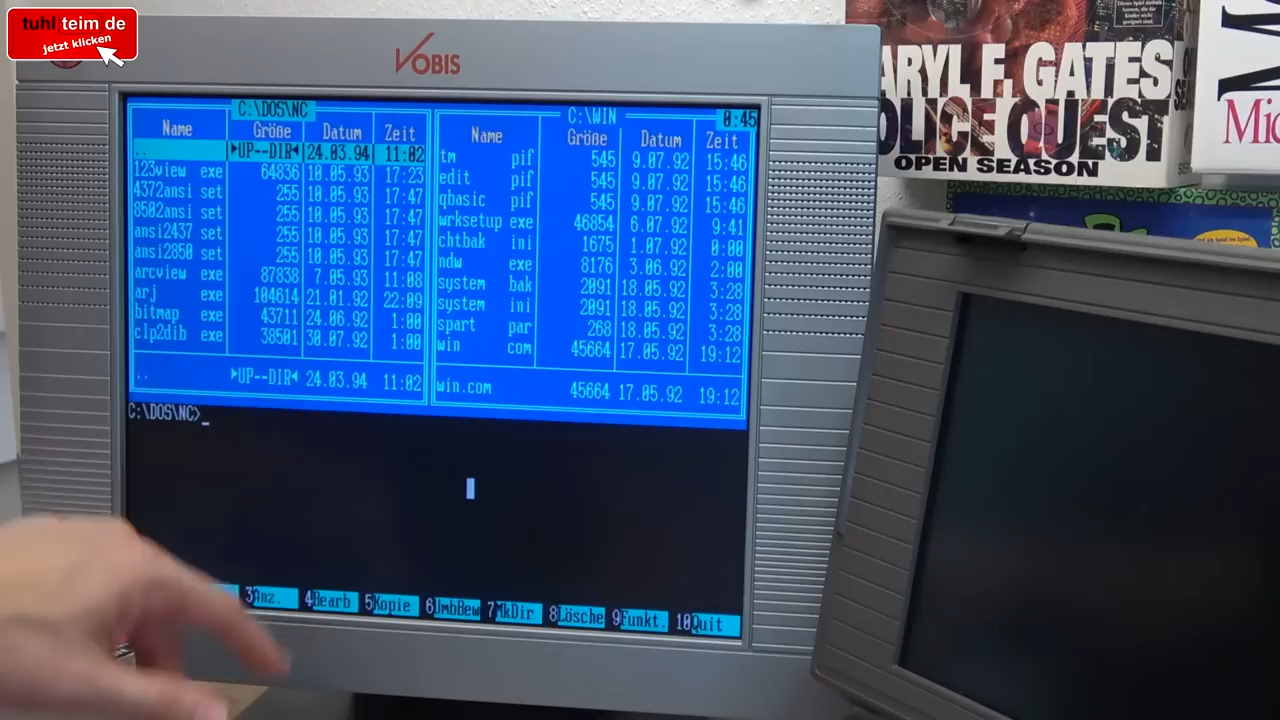 tuhl teim de
jetzt klicken
VOBIS
C:\DOS\NC
Name Größe Datum Zeit
.. ►UP--DIR◄ 24.03.94 11:02
123view exe 64836 10.05.93 17:23
4372ansi set 255 10.05.93 17:47
8502ansi set 255 10.05.93 17:47
ansi2437 set 255 10.05.93 17:47
ansi2850 set 255 10.05.93 17:47
arcview exe 87838 7.05.93 11:08
arj exe 104614 21.01.92 22:09
bitmap exe 43711 24.06.92 1:00
clp2dib exe 38501 30.07.92 1:00
.. ►UP--DIR◄ 24.03.94 11:02
C:\WIN 0:45
Name Größe Datum Zeit
tm pif 545 9.07.92 15:46
edit pif 545 9.07.92 15:46
qbasic pif 545 9.07.92 15:46
wrksetup exe 46854 6.07.92 9:41
chtbak ini 1675 1.07.92 0:00
ndw exe 8176 3.06.92 2:00
system bak 2091 18.05.92 3:28
system ini 2091 18.05.92 3:28
spart par 268 18.05.92 3:28
win com 45664 17.05.92 19:12
win.com 45664 17.05.92 19:12
C:\DOS\NC>_
3Anz. 4Bearb 5Kopie 6UmbBew 7MkDir 8Lösche 9Funkt. 10Quit
ARYL F. GATES
OLICE QUEST
OPEN SEASON
Mic